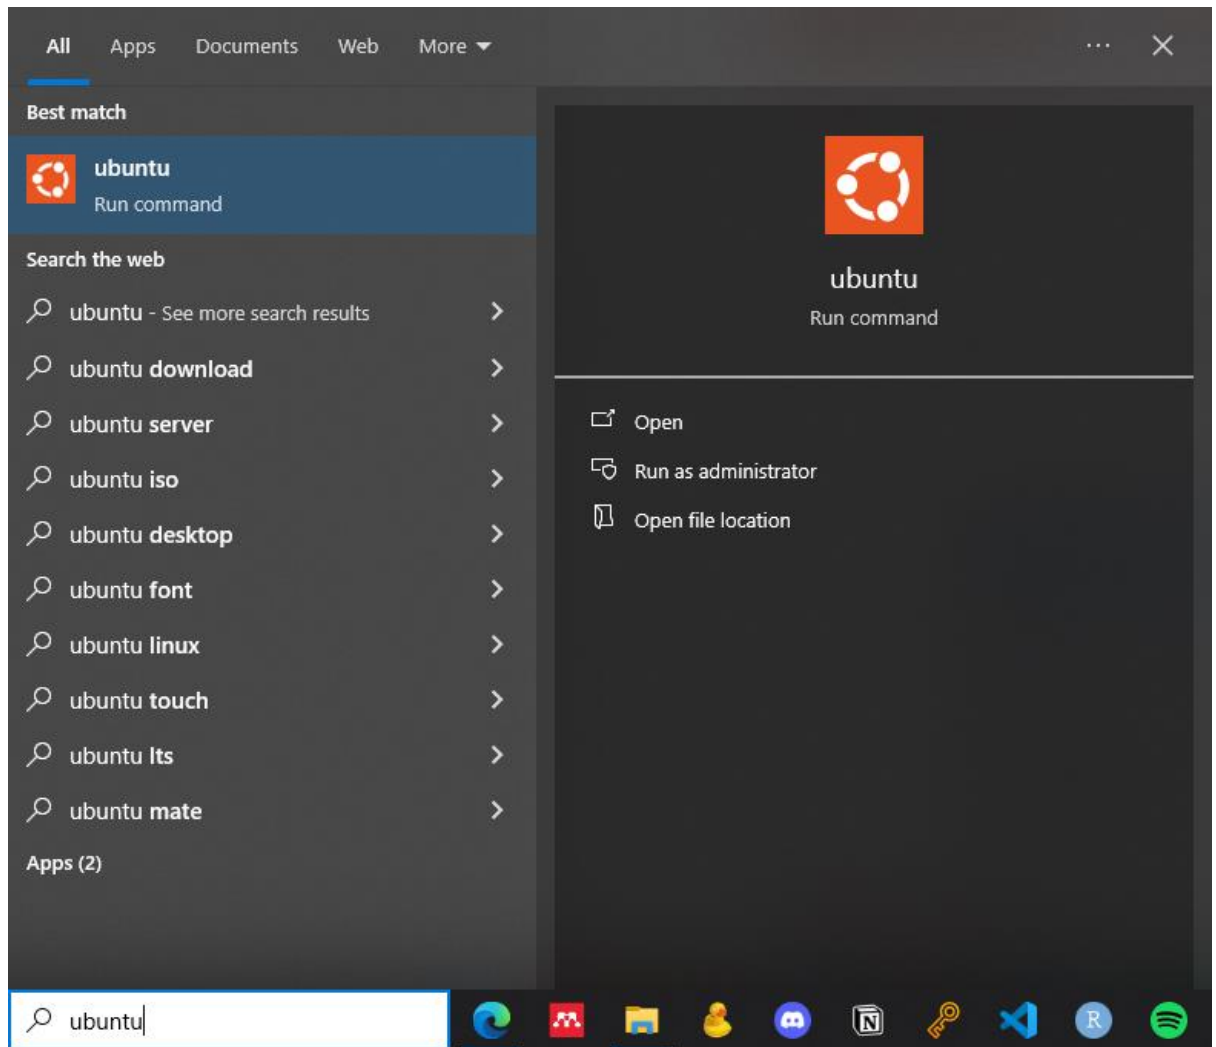 All Apps Documents Web More
Best match
ubuntu
Run command
Search the web
ubuntu - See more search results
ubuntu download
ubuntu server
ubuntu iso
ubuntu desktop
ubuntu font
ubuntu linux
ubuntu touch
ubuntu lts
ubuntu mate
Apps (2)
ubuntu
Run command
Open
Run as administrator
Open file location
ubuntu